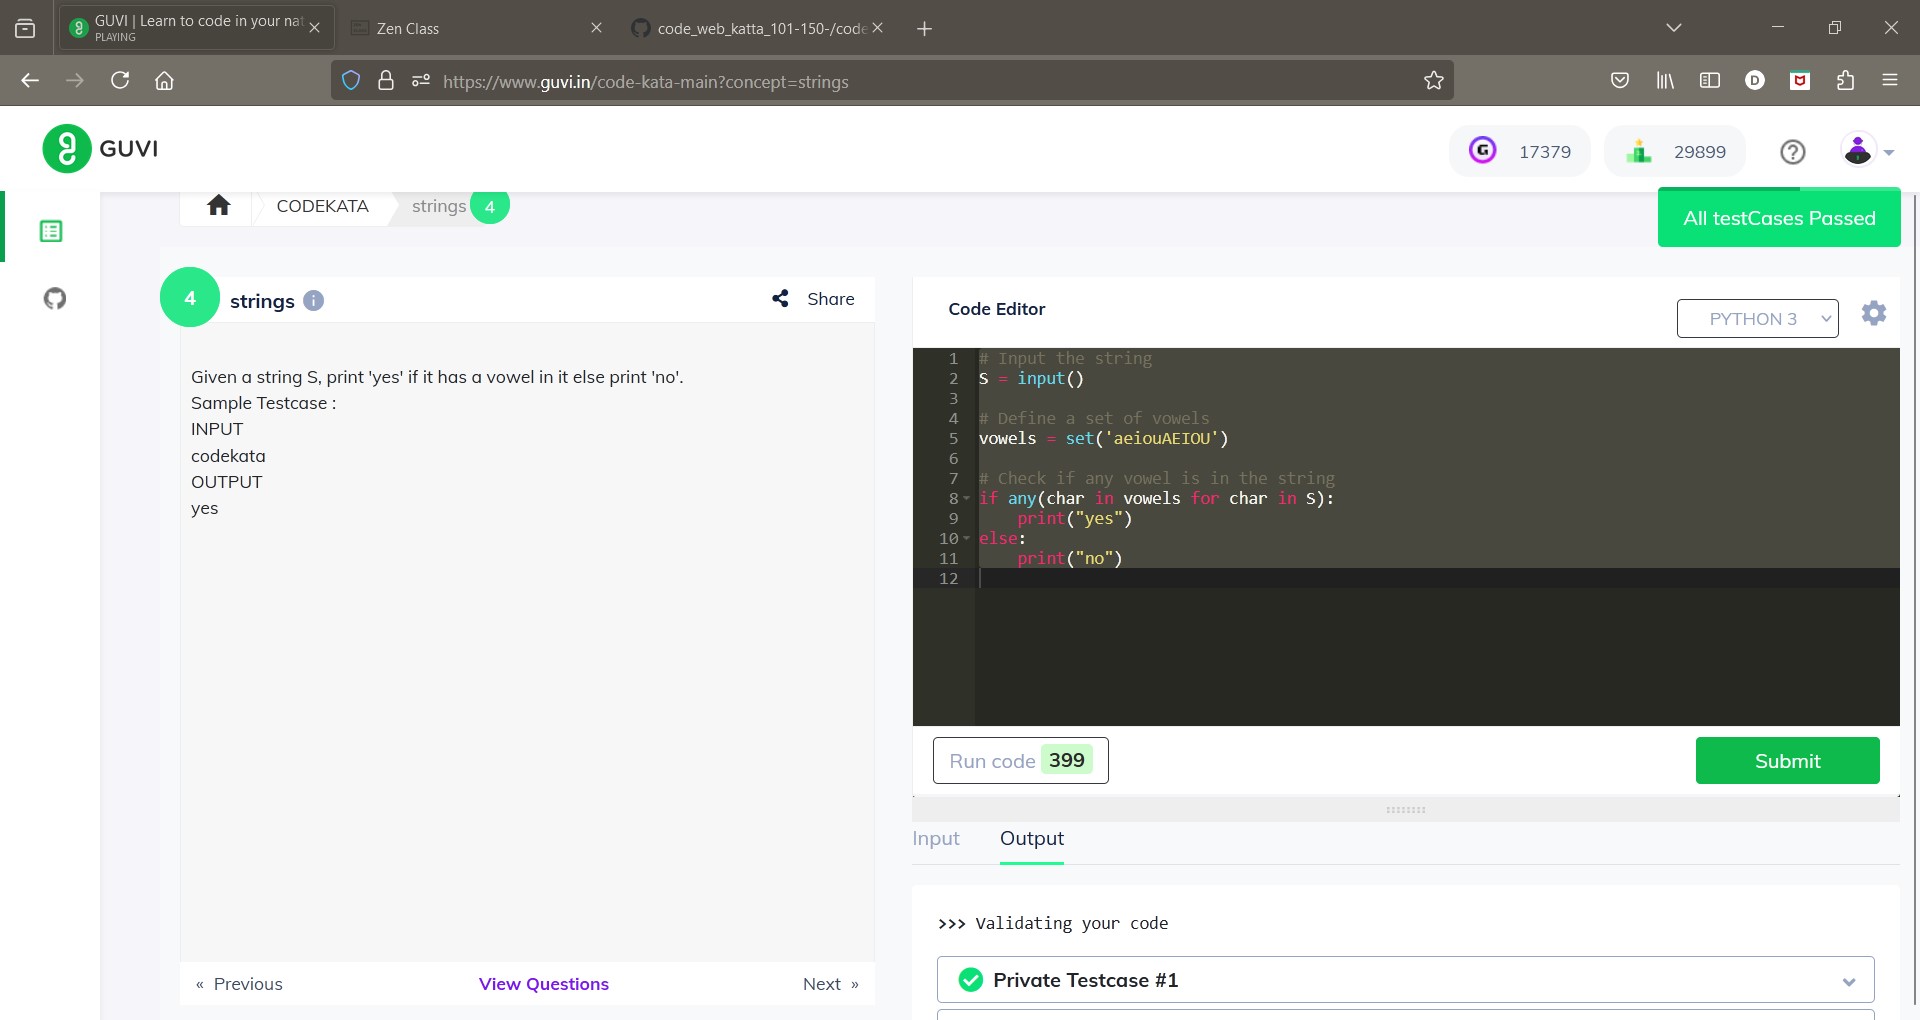 GUVI | Learn to code in your nat
PLAYING
Zen Class
code_web_katta_101-150-/code
https://www.guvi.in/code-kata-main?concept=strings
D
GUVI
G
17379
29899
CODEKATA
strings
4
All testCases Passed
4
strings
Share
Given a string S, print 'yes' if it has a vowel in it else print 'no'.
Sample Testcase :
INPUT
codekata
OUTPUT
yes
« Previous
View Questions
Next »
Code Editor
PYTHON 3
1 # Input the string
2 S = input()
3
4 # Define a set of vowels
5 vowels = set('aeiouAEIOU')
6
7 # Check if any vowel is in the string
8 if any(char in vowels for char in S):
9     print("yes")
10 else:
11     print("no")
12
Run code 399
Submit
Input
Output
>>> Validating your code
Private Testcase #1